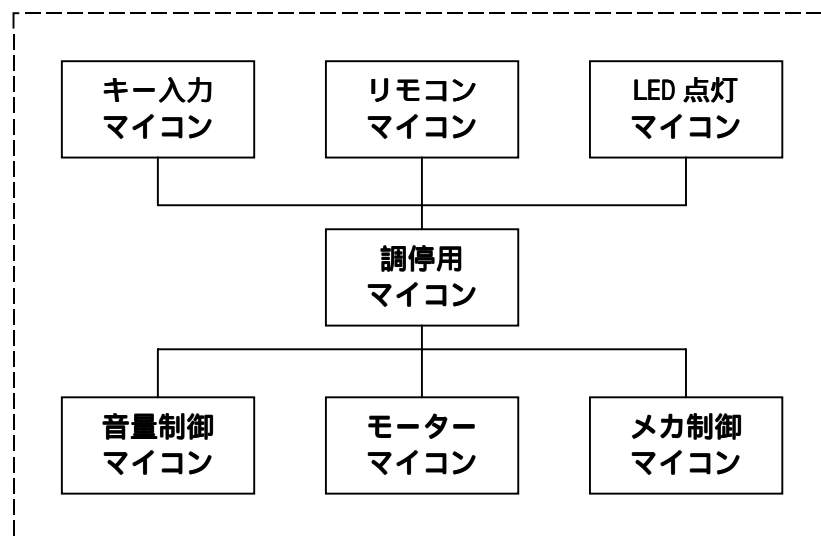 キー入力
マイコン
リモコン
マイコン
LED 点灯
マイコン
調停用
マイコン
音量制御
マイコン
モーター
マイコン
メカ制御
マイコン